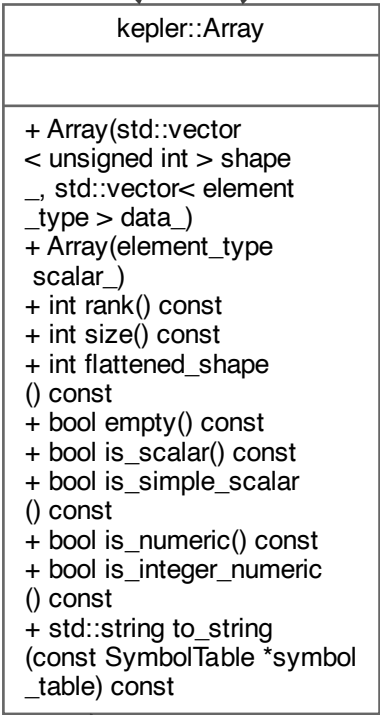 kepler::Array
+ Array(std::vector
< unsigned int > shape
_, std::vector< element
_type > data_)
+ Array(element_type
scalar_)
+ int rank() const
+ int size() const
+ int flattened_shape
() const
+ bool empty() const
+ bool is_scalar() const
+ bool is_simple_scalar
() const
+ bool is_numeric() const
+ bool is_integer_numeric
() const
+ std::string to_string
(const SymbolTable *symbol
_table) const